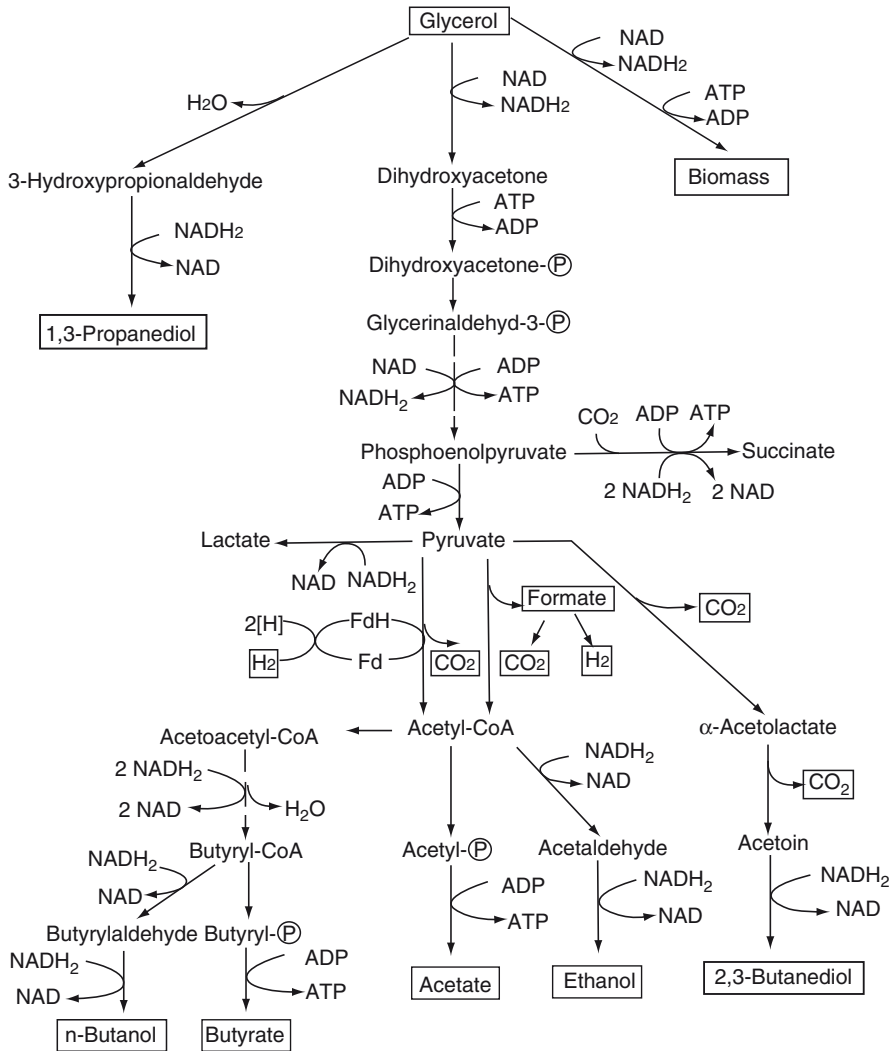 Glycerol
NAD
NADH2
ATP
ADP
Biomass
NAD
NADH2
H2O
3-Hydroxypropionaldehyde
NADH2
NAD
1,3-Propanediol
Dihydroxyacetone
ATP
ADP
Dihydroxyacetone-P
Glycerinaldehyd-3-P
NAD
NADH2
ADP
ATP
Phosphoenolpyruvate
CO2
ADP
ATP
2 NADH2
2 NAD
Succinate
ADP
ATP
Lactate
Pyruvate
NAD
NADH2
2[H]
FdH
H2
Fd
CO2
Formate
CO2
H2
CO2
Acetoacetyl-CoA
Acetyl-CoA
α-Acetolactate
2 NADH2
2 NAD
H2O
NADH2
NAD
CO2
Butyryl-CoA
Acetyl-P
Acetaldehyde
Acetoin
NADH2
NAD
ADP
ATP
NADH2
NAD
NADH2
NAD
Butyrylaldehyde
Butyryl-P
NADH2
NAD
ADP
ATP
n-Butanol
Butyrate
Acetate
Ethanol
2,3-Butanediol